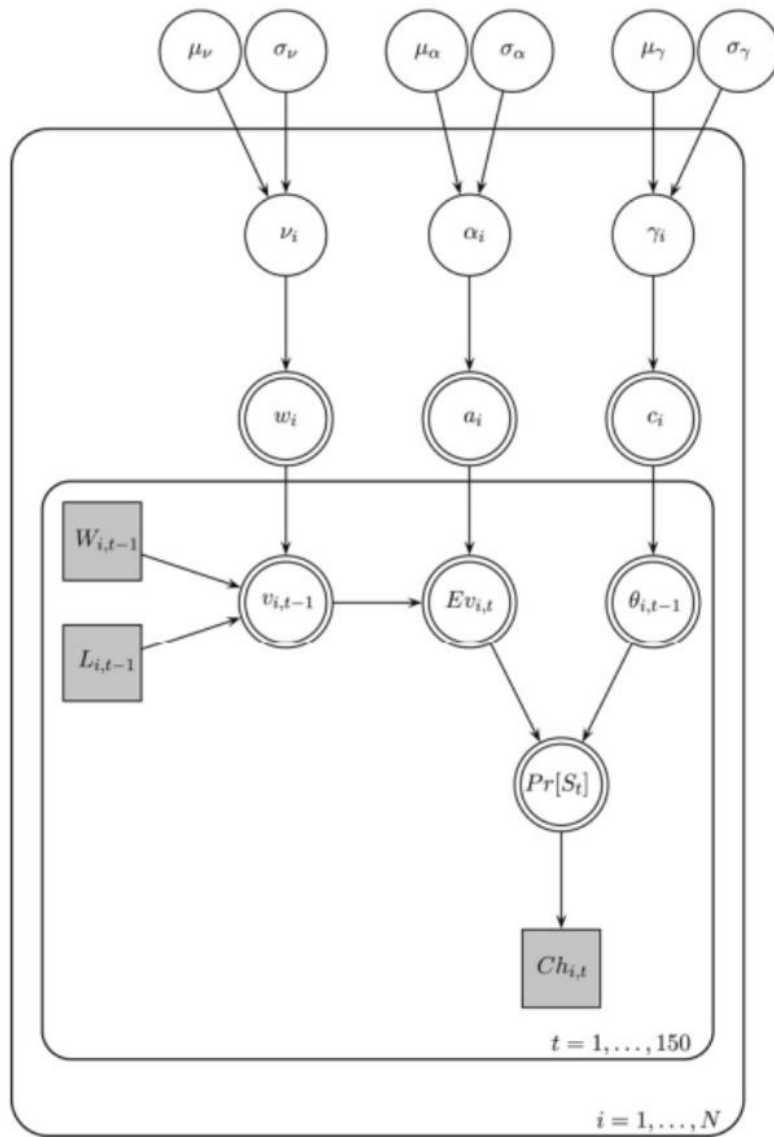 μ_ν σ_ν μ_α σ_α μ_γ σ_γ
ν_i α_i γ_i
w_i a_i c_i
W_{i,t−1}
v_{i,t−1} Ev_{i,t} θ_{i,t−1}
L_{i,t−1}
Pr[S_t]
Ch_{i,t}
t = 1, . . . , 150
i = 1, . . . , N